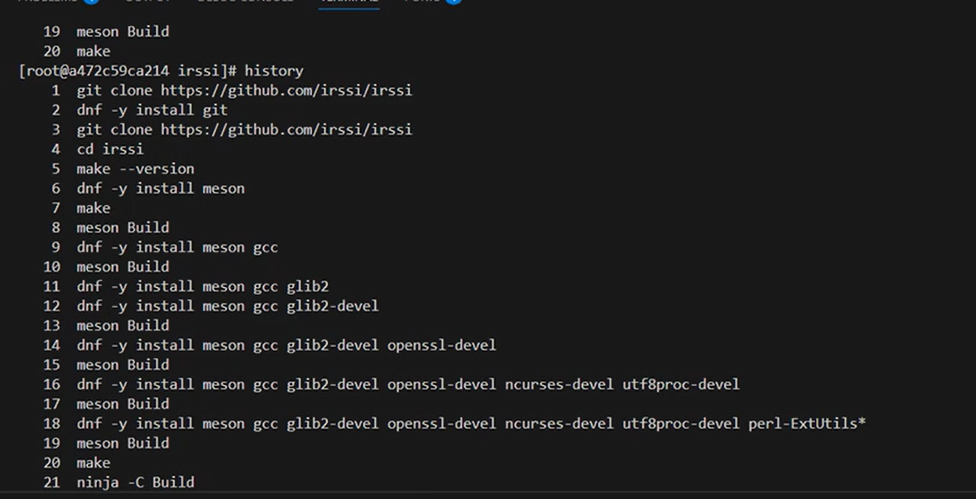 19 meson Build
20 make
[root@a472c59ca214 irssi]# history
1 git clone https://github.com/irssi/irssi
2 dnf -y install git
3 git clone https://github.com/irssi/irssi
4 cd irssi
5 make --version
6 dnf -y install meson
7 make
8 meson Build
9 dnf -y install meson gcc
10 meson Build
11 dnf -y install meson gcc glib2
12 dnf -y install meson gcc glib2-devel
13 meson Build
14 dnf -y install meson gcc glib2-devel openssl-devel
15 meson Build
16 dnf -y install meson gcc glib2-devel openssl-devel ncurses-devel utf8proc-devel
17 meson Build
18 dnf -y install meson gcc glib2-devel openssl-devel ncurses-devel utf8proc-devel perl-ExtUtils*
19 meson Build
20 make
21 ninja -C Build